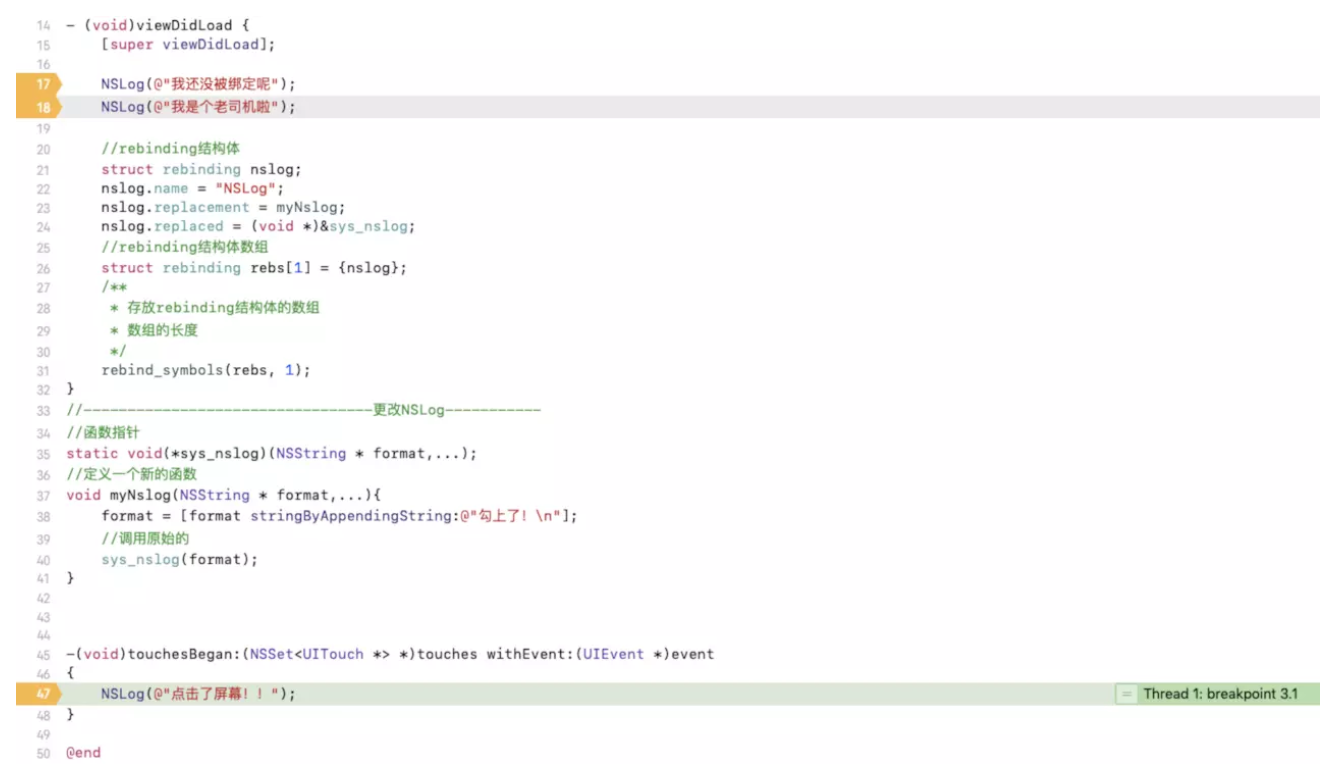 14 - (void)viewDidLoad {
15 [super viewDidLoad];
16
17 NSLog(@"我还没被绑定呢");
18 NSLog(@"我是个老司机啦");
19
20 //rebinding结构体
21 struct rebinding nslog;
22 nslog.name = "NSLog";
23 nslog.replacement = myNslog;
24 nslog.replaced = (void *)&sys_nslog;
25 //rebinding结构体数组
26 struct rebinding rebs[1] = {nslog};
27 /**
28 * 存放rebinding结构体的数组
29 * 数组的长度
30 */
31 rebind_symbols(rebs, 1);
32 }
33 //---------------------------------更改NSLog-----------
34 //函数指针
35 static void(*sys_nslog)(NSString * format,...);
36 //定义一个新的函数
37 void myNslog(NSString * format,...){
38 format = [format stringByAppendingString:@"勾上了！\n"];
39 //调用原始的
40 sys_nslog(format);
41 }
42
43
44
45 -(void)touchesBegan:(NSSet<UITouch *> *)touches withEvent:(UIEvent *)event
46 {
47 NSLog(@"点击了屏幕！！"); = Thread 1: breakpoint 3.1
48 }
49
50 @end